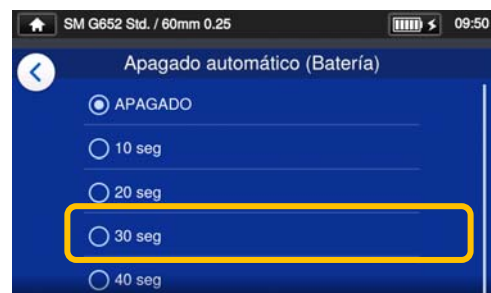 SM G652 Std. / 60mm 0.25 09:50
Apagado automático (Batería)
APAGADO
10 seg
20 seg
30 seg
40 seg